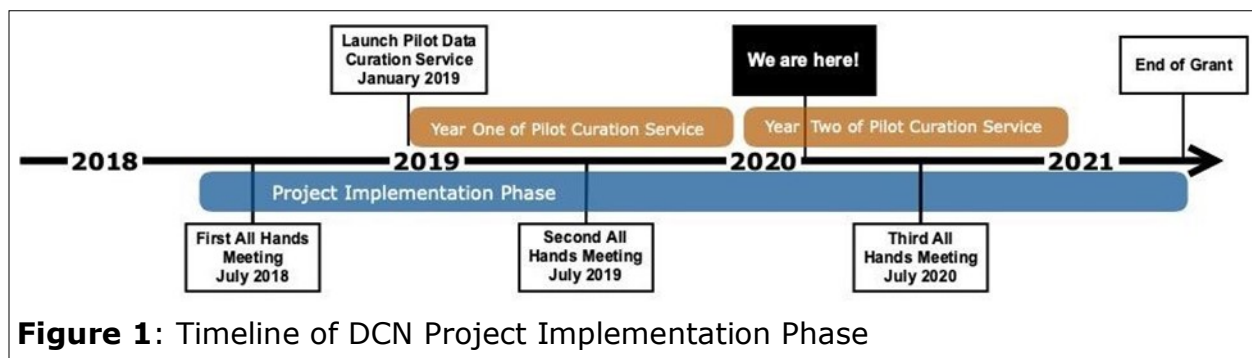 Launch Pilot Data
Curation Service
January 2019
We are here!
End of Grant
Year One of Pilot Curation Service
Year Two of Pilot Curation Service
2018
2019
2020
2021
Project Implementation Phase
First All Hands
Meeting
July 2018
Second All
Hands Meeting
July 2019
Third All
Hands Meeting
July 2020
Figure 1: Timeline of DCN Project Implementation Phase